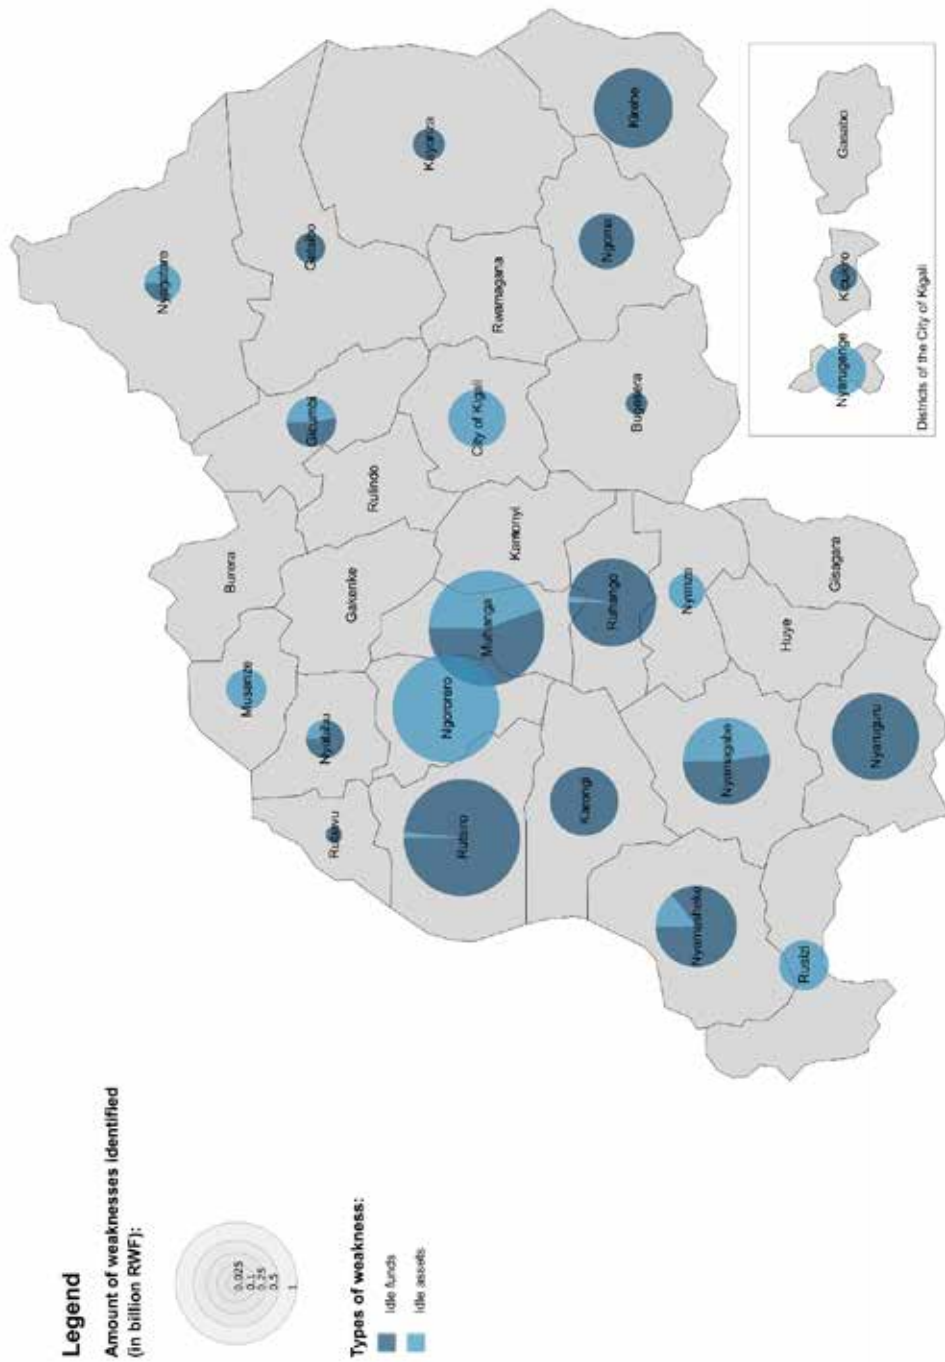 Legend
Amount of weaknesses identified
(in billion RWF):
0.025
0.1
0.25
0.5
1
Types of weakness:
Idle funds
Idle assets
Nyagatare
Gatsibo
Kayonza
Kirehe
Ngoma
Rwamagana
Gicumbi
City of Kigali
Bugesera
Burera
Rulindo
Gakenke
Kamonyi
Musanze
Nyabihu
Rubavu
Ngororero
Muhanga
Ruhango
Nyanza
Gisagara
Huye
Rutsiro
Karongi
Nyamagabe
Nyaruguru
Nyamasheke
Rusizi
Nyarugenge
Kicukiro
Gasabo
Districts of the City of Kigali